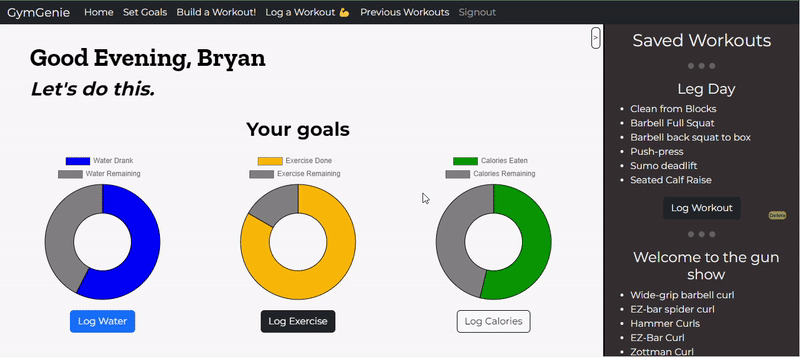 GymGenie Home Set Goals Build a Workout! Log a Workout 💪 Previous Workouts Signout
Good Evening, Bryan
Let's do this.
>
Your goals
Water Drank
Water Remaining
Log Water
Exercise Done
Exercise Remaining
Log Exercise
Calories Eaten
Calories Remaining
Log Calories
Saved Workouts
Leg Day
Clean from Blocks
Barbell Full Squat
Barbell back squat to box
Push-press
Sumo deadlift
Seated Calf Raise
Log Workout
Delete
Welcome to the gun
show
Wide-grip barbell curl
EZ-bar spider curl
Hammer Curls
EZ-Bar Curl
Zottman Curl